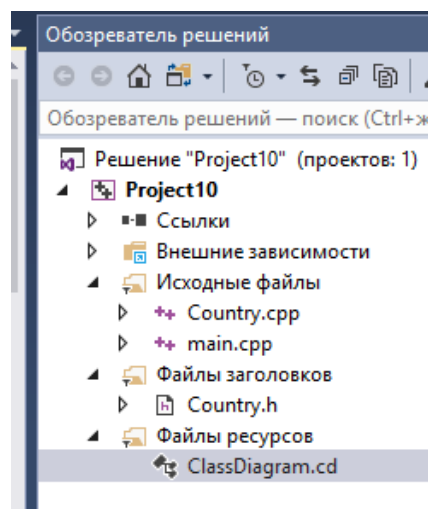 Обозреватель решений
Обозреватель решений — поиск (Ctrl+ж
Решение "Project10" (проектов: 1)
Project10
Ссылки
Внешние зависимости
Исходные файлы
Country.cpp
main.cpp
Файлы заголовков
Country.h
Файлы ресурсов
ClassDiagram.cd